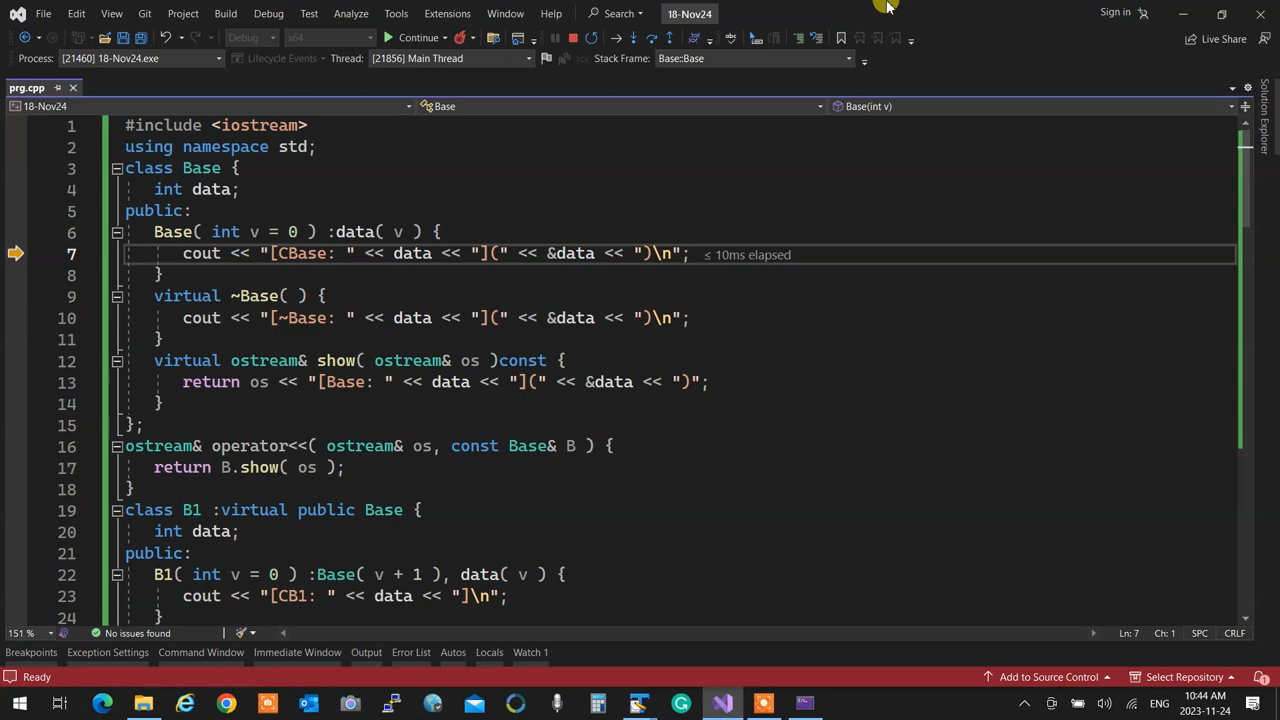 File Edit View Git Project Build Debug Test Analyze Tools Extensions Window Help Search 18-Nov24 Sign in
Debug x64 Continue Live Share
Process: [21460] 18-Nov24.exe Lifecycle Events Thread: [21856] Main Thread Stack Frame: Base::Base
prg.cpp
18-Nov24 Base Base(int v)
1 #include <iostream>
2 using namespace std;
3 class Base {
4 int data;
5 public:
6 Base( int v = 0 ) :data( v ) {
7 cout << "[CBase: " << data << "](" << &data << ")\n"; ≤ 10ms elapsed
8 }
9 virtual ~Base( ) {
10 cout << "[~Base: " << data << "](" << &data << ")\n";
11 }
12 virtual ostream& show( ostream& os )const {
13 return os << "[Base: " << data << "](" << &data << ")";
14 }
15 };
16 ostream& operator<<( ostream& os, const Base& B ) {
17 return B.show( os );
18 }
19 class B1 :virtual public Base {
20 int data;
21 public:
22 B1( int v = 0 ) :Base( v + 1 ), data( v ) {
23 cout << "[CB1: " << data << "]\n";
24 }
Solution Explorer
151 % No issues found Ln: 7 Ch: 1 SPC CRLF
Breakpoints Exception Settings Command Window Immediate Window Output Error List Autos Locals Watch 1
Ready Add to Source Control Select Repository 1
ENG 10:44 AM
2023-11-24